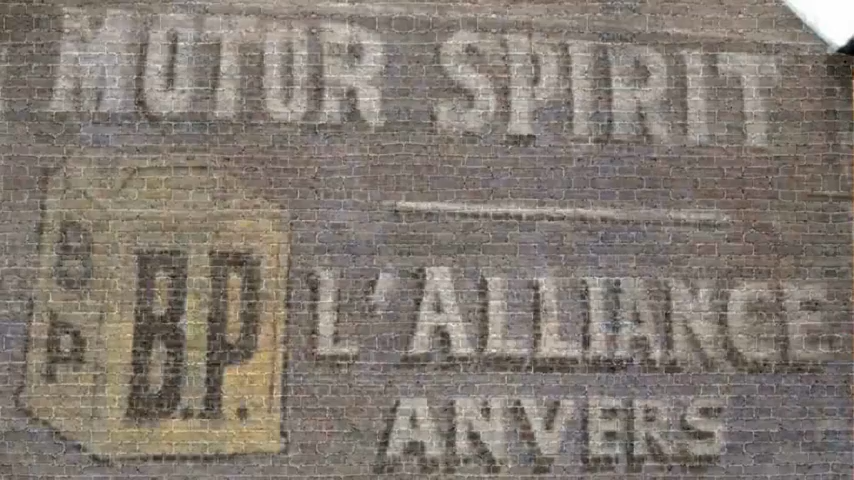 MOTOR SPIRIT
B P
B.P.
L'ALLIANCE
ANVERS